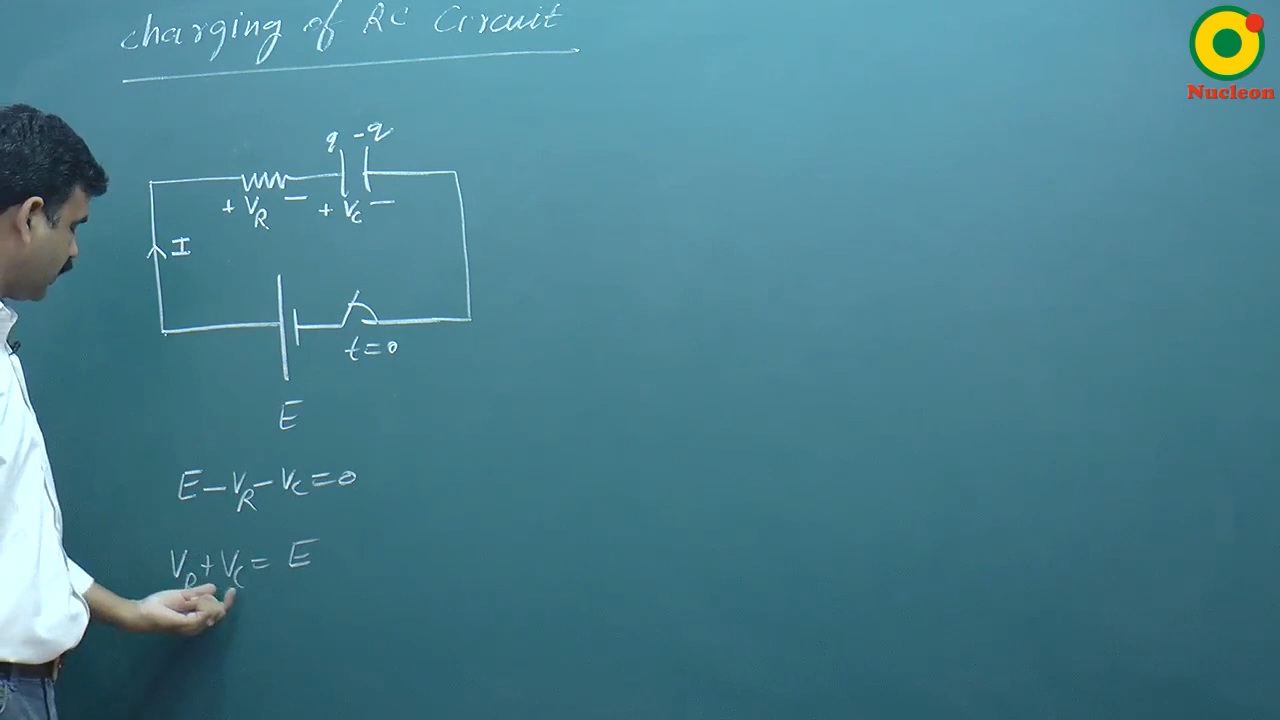 charging of RC Circuit
Nucleon
q -q
+ V_R - + V_C -
I
t=0
E
E-V_R-V_C=0
V_R+V_C=E